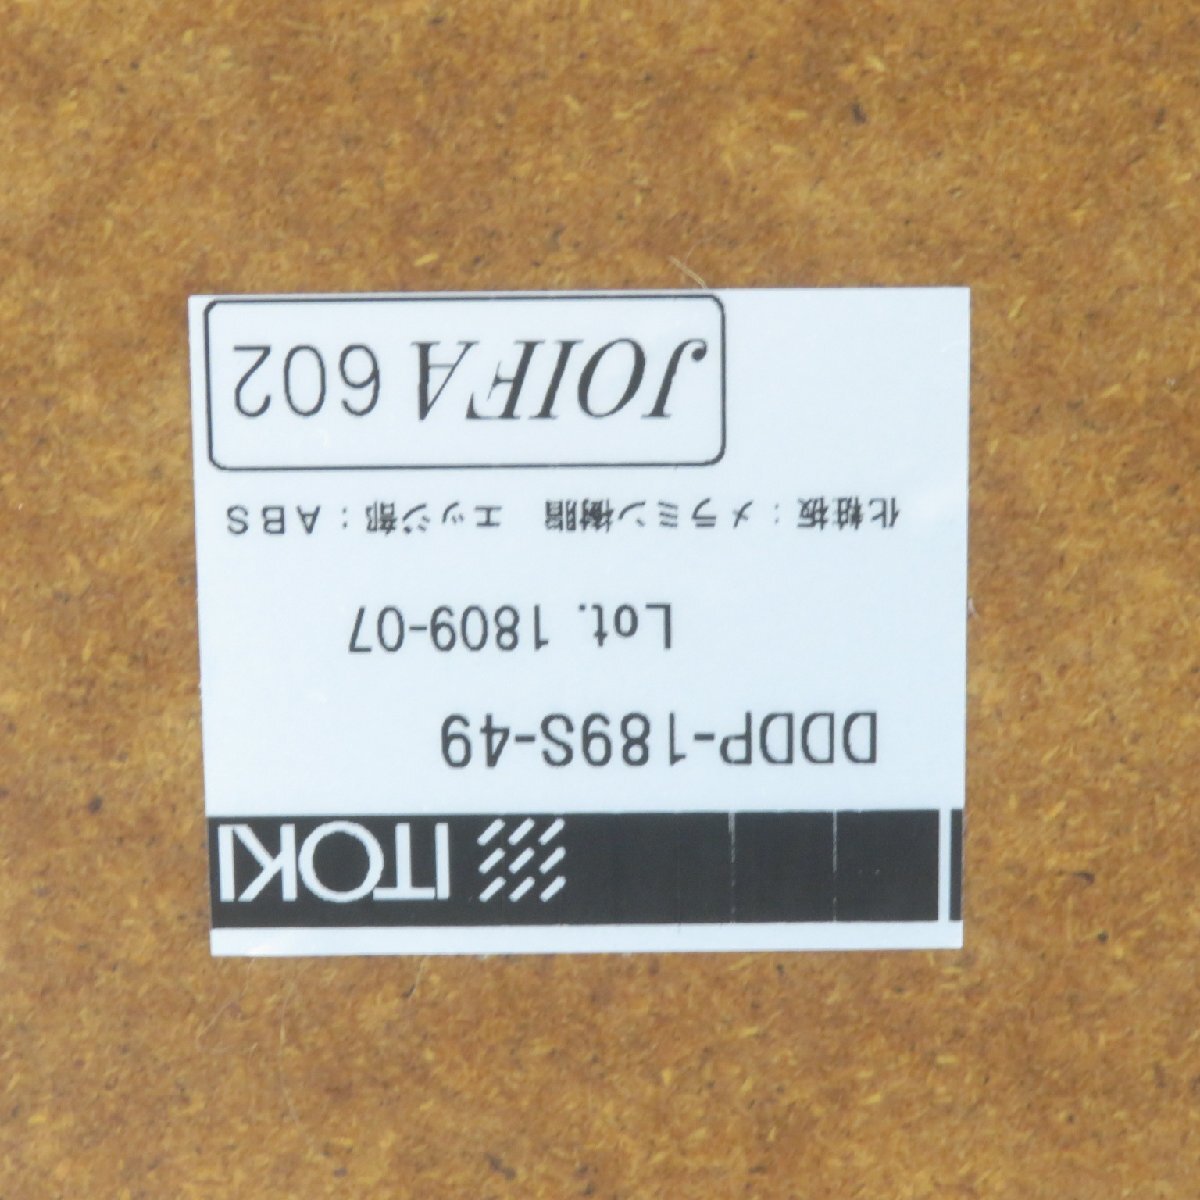 ITOKI
DDDP-189S-49
Lot. 1809-07
化粧板：メラミン樹脂　エッジ部：ABS
JOIFA 602